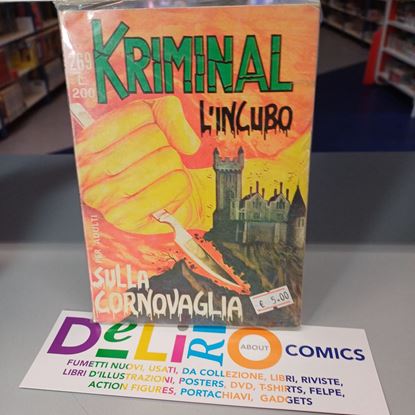 KRIMINAL
269
L. 200
L'INCUBO
PER ADULTI
SULLA
CORNOVAGLIA
€ 5.00
DeLiRiO ABOUT COMICS
FUMETTI NUOVI, USATI, DA COLLEZIONE, LIBRI, RIVISTE,
LIBRI D'ILLUSTRAZIONI, POSTERS, DVD, T-SHIRTS, FELPE,
ACTION FIGURES, PORTACHIAVI, GADGETS